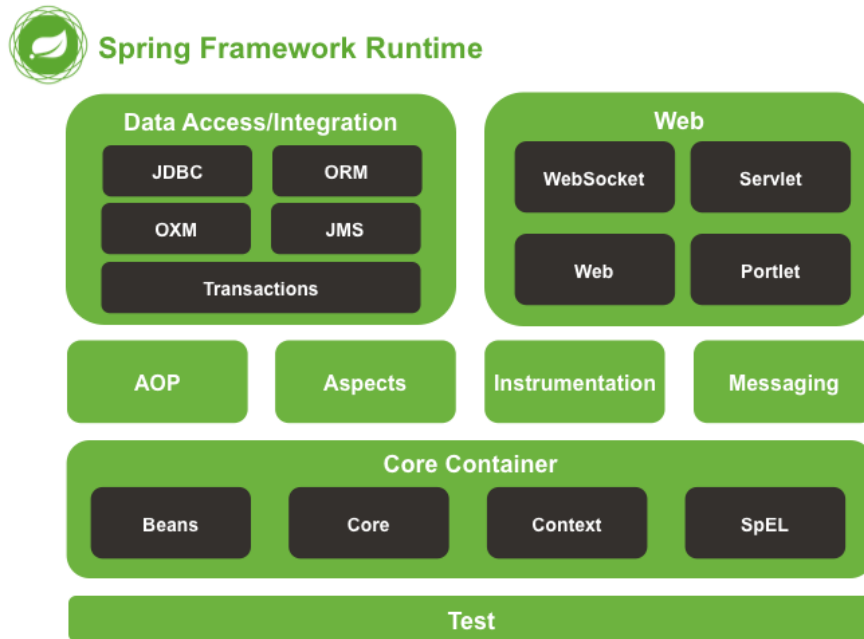 Spring Framework Runtime
Data Access/Integration
JDBC
ORM
OXM
JMS
Transactions
Web
WebSocket
Servlet
Web
Portlet
AOP
Aspects
Instrumentation
Messaging
Core Container
Beans
Core
Context
SpEL
Test